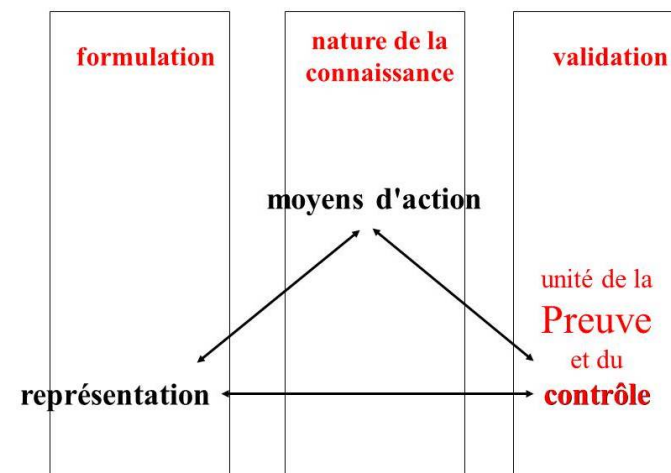 formulation
nature de la
connaissance
validation
moyens d'action
unité de la
Preuve
et du
contrôle
représentation